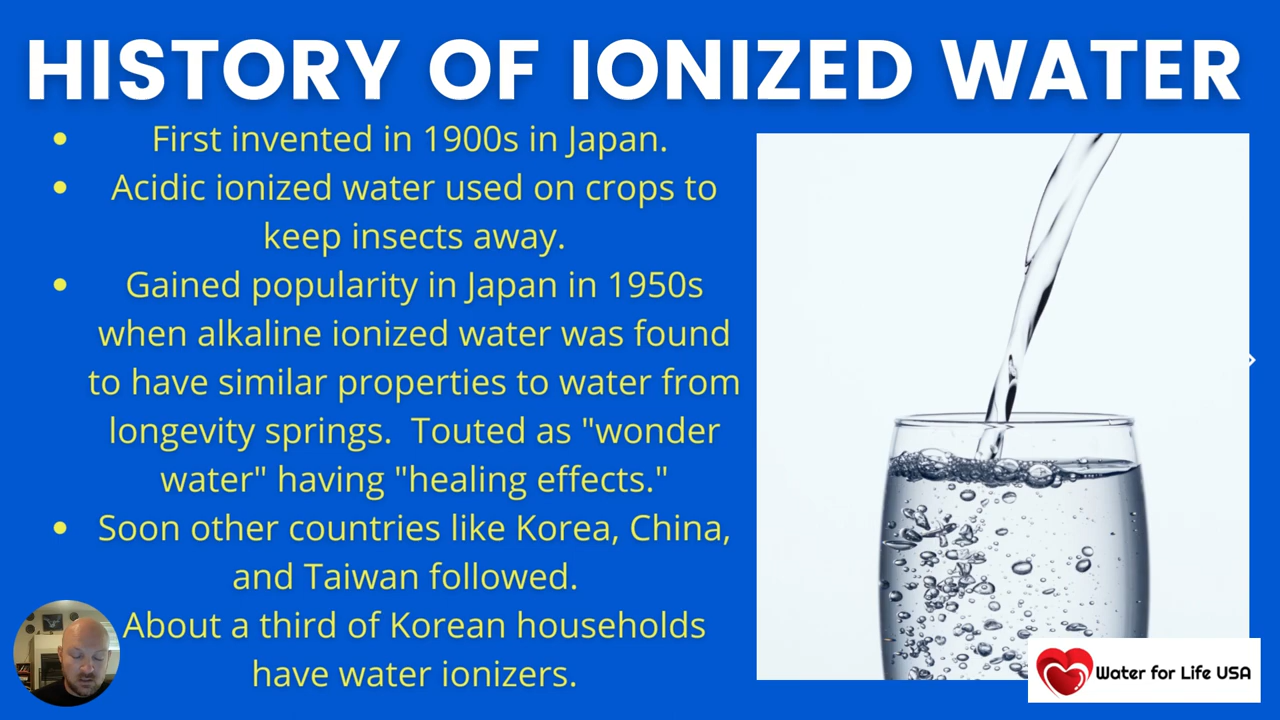 HISTORY OF IONIZED WATER
First invented in 1900s in Japan.
Acidic ionized water used on crops to
keep insects away.
Gained popularity in Japan in 1950s
when alkaline ionized water was found
to have similar properties to water from
longevity springs.  Touted as "wonder
water" having "healing effects."
Soon other countries like Korea, China,
and Taiwan followed.
About a third of Korean households
have water ionizers.
Water for Life USA